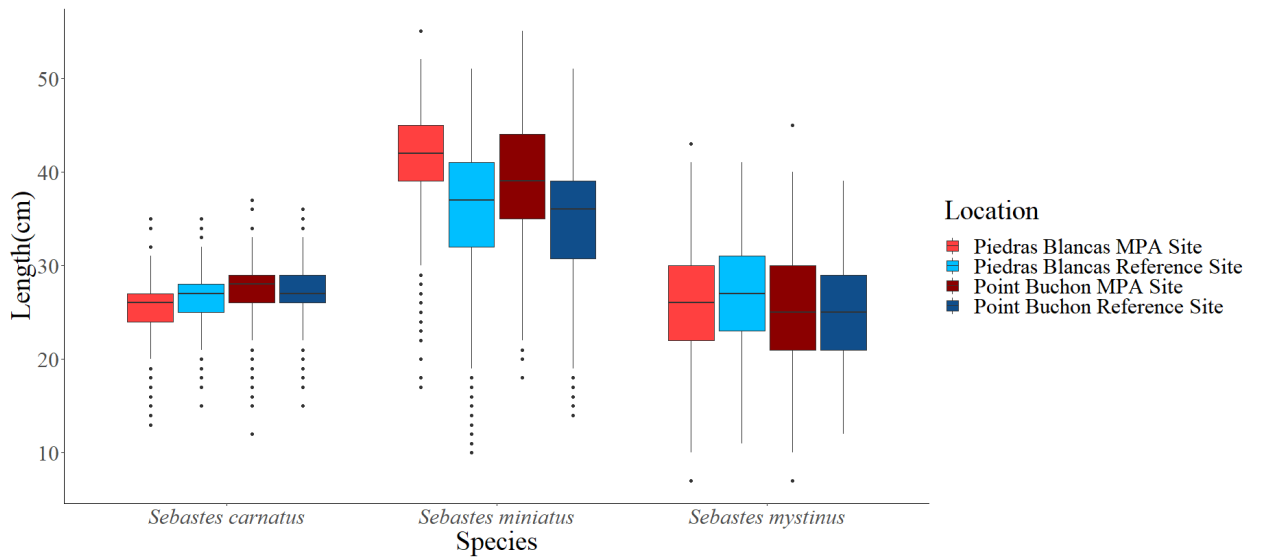 50
40
30
20
10
Length(cm)
Sebastes carnatus
Sebastes miniatus
Sebastes mystinus
Species
Location
Piedras Blancas MPA Site
Piedras Blancas Reference Site
Point Buchon MPA Site
Point Buchon Reference Site